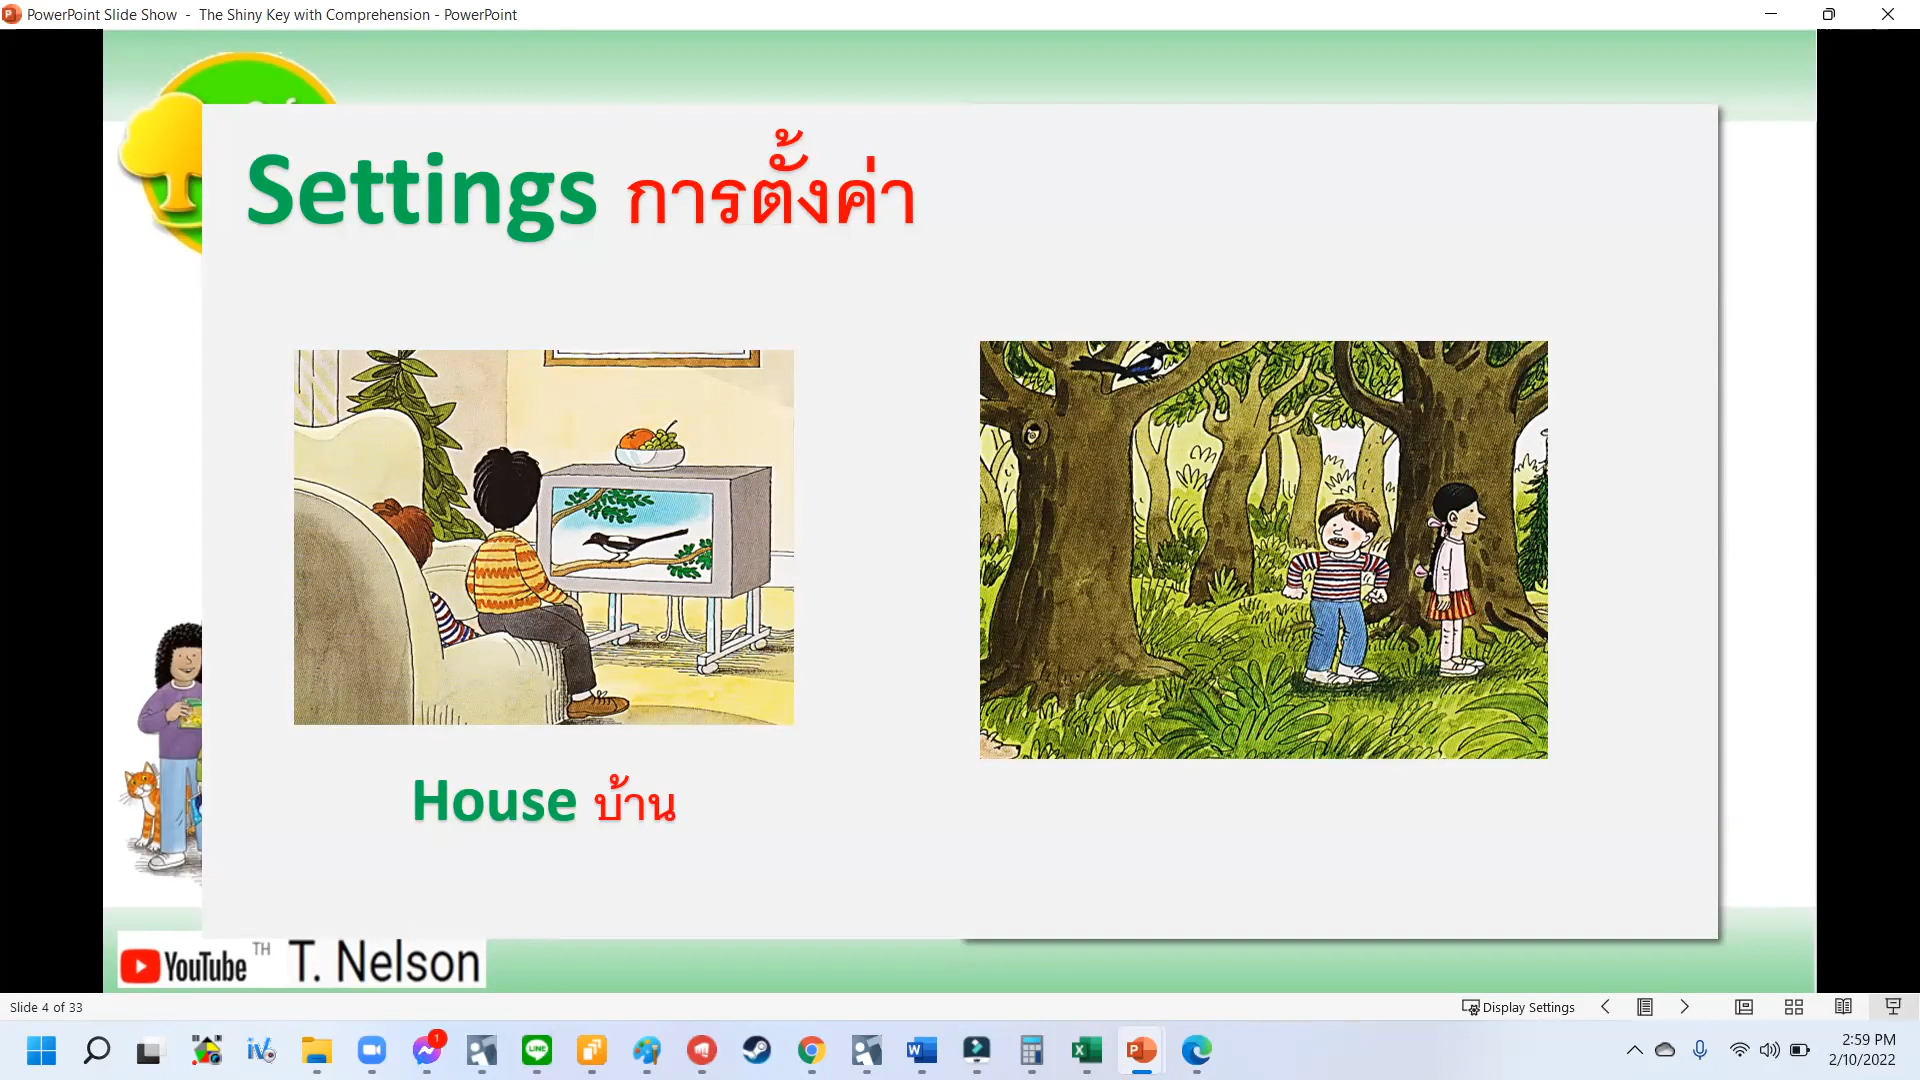 PowerPoint Slide Show - The Shiny Key with Comprehension - PowerPoint
Settings การตั้งค่า
House บ้าน
YouTube TH T. Nelson
Slide 4 of 33
Display Settings
1
2:59 PM
2/10/2022